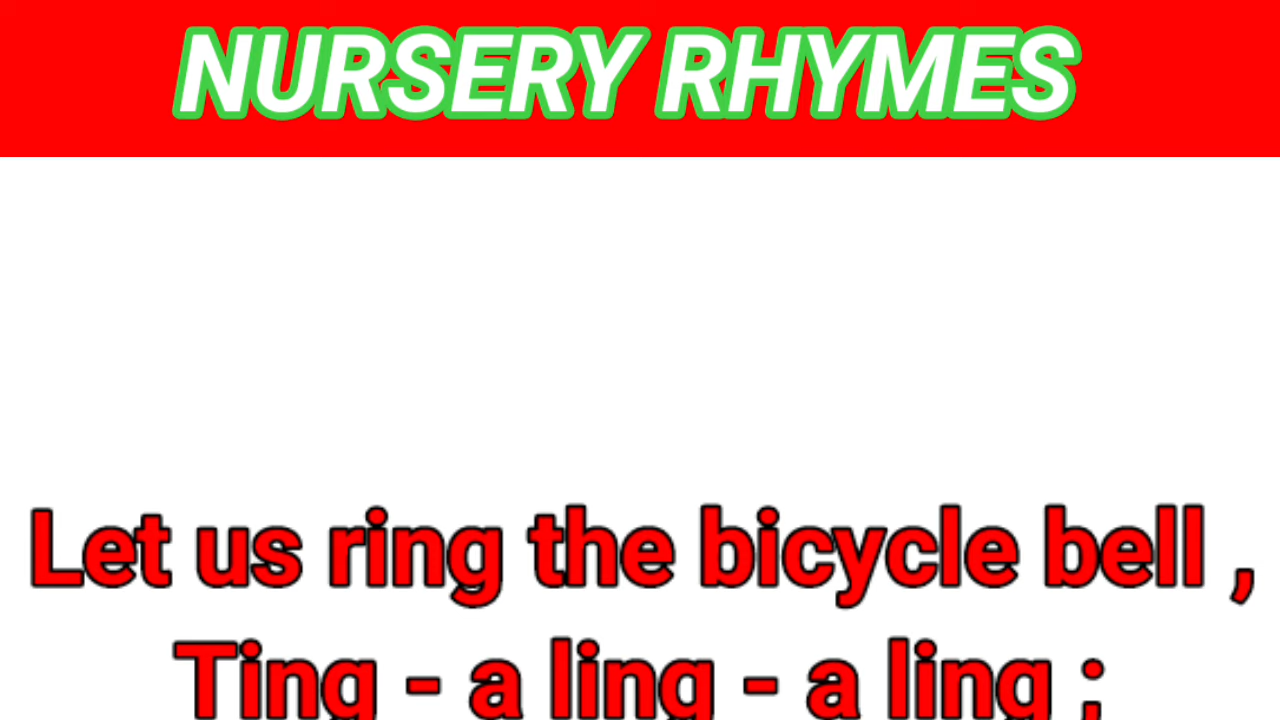 NURSERY RHYMES
Let us ring the bicycle bell ,
Ting - a ling - a ling ;